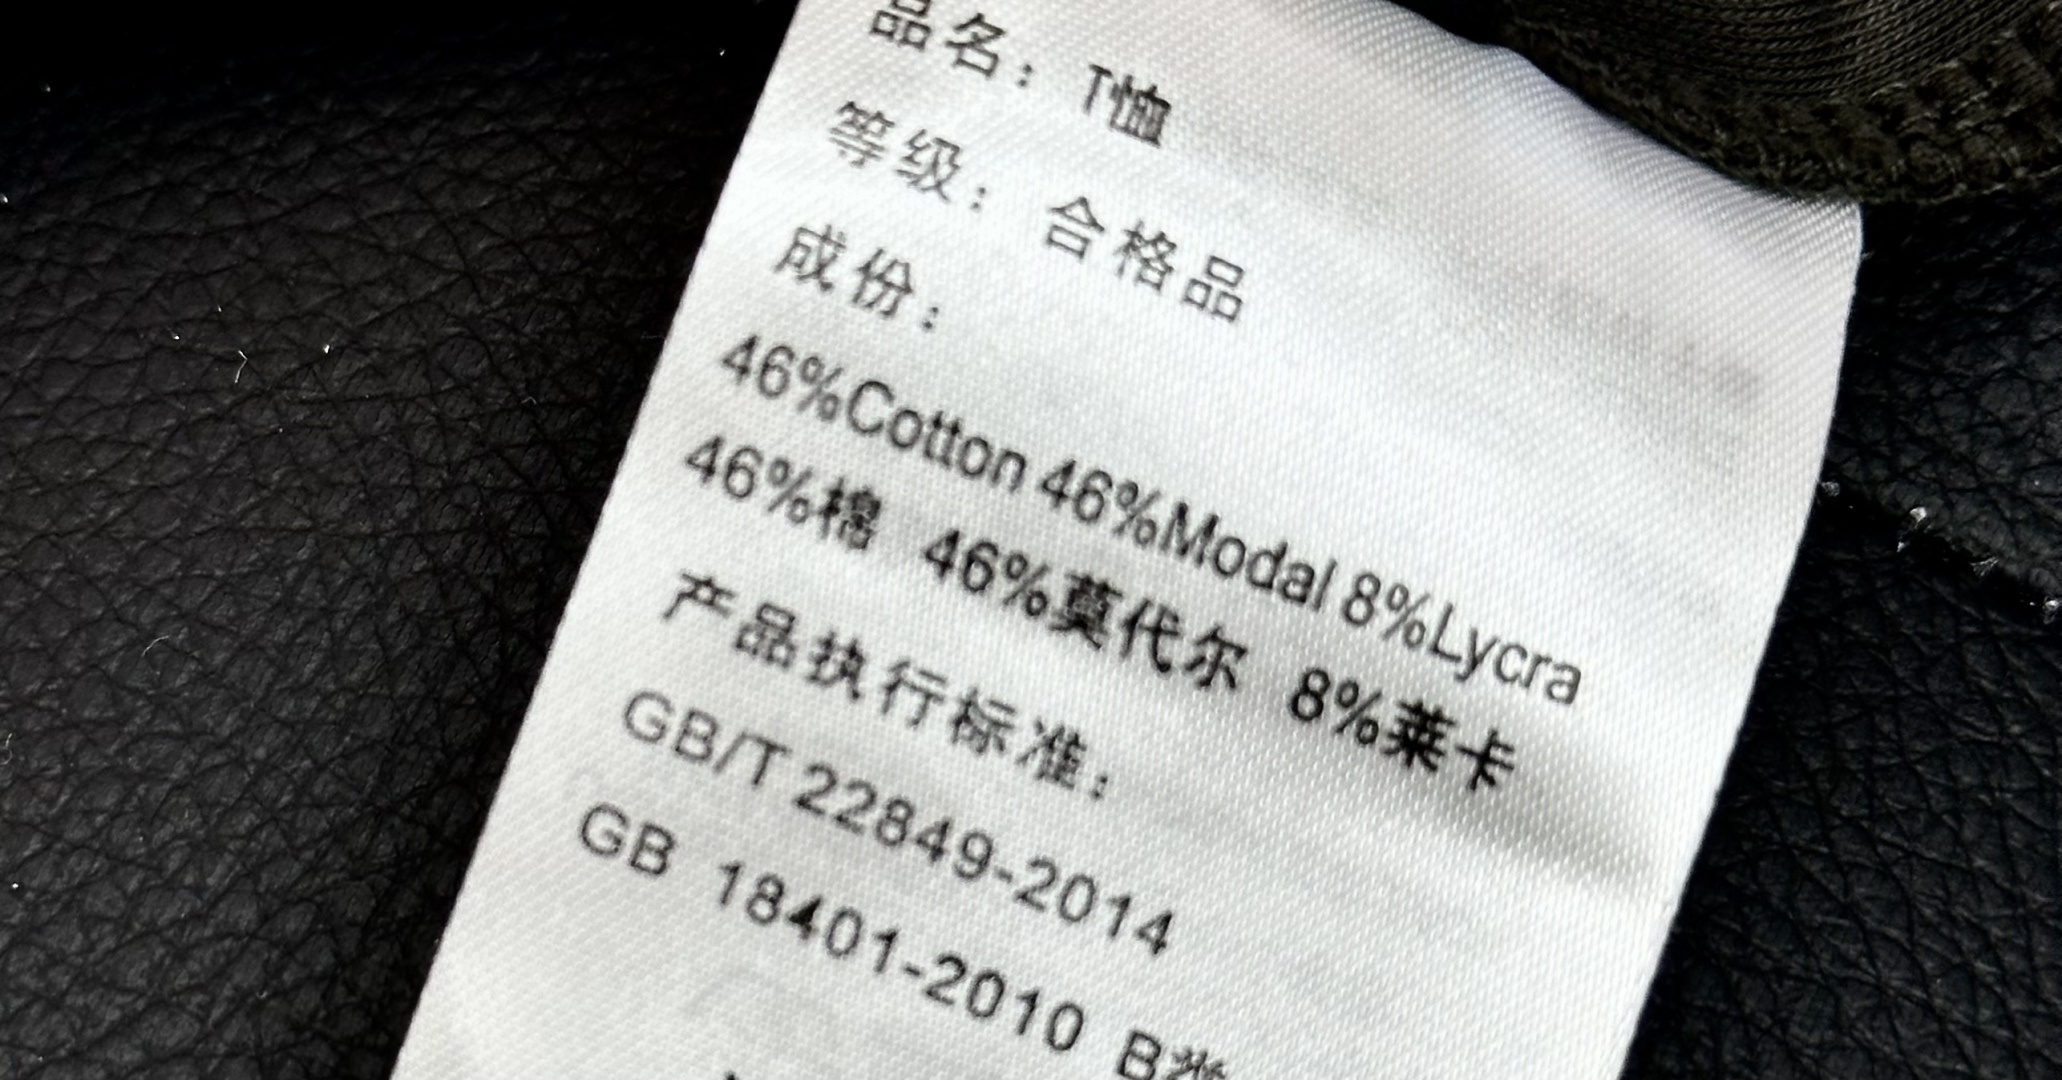 品名：T恤
等级：合格品
成份：
46%Cotton 46%Modal 8%Lycra
46%棉 46%莫代尔 8%莱卡
产品执行标准：
GB/T 22849-2014
GB 18401-2010 B类